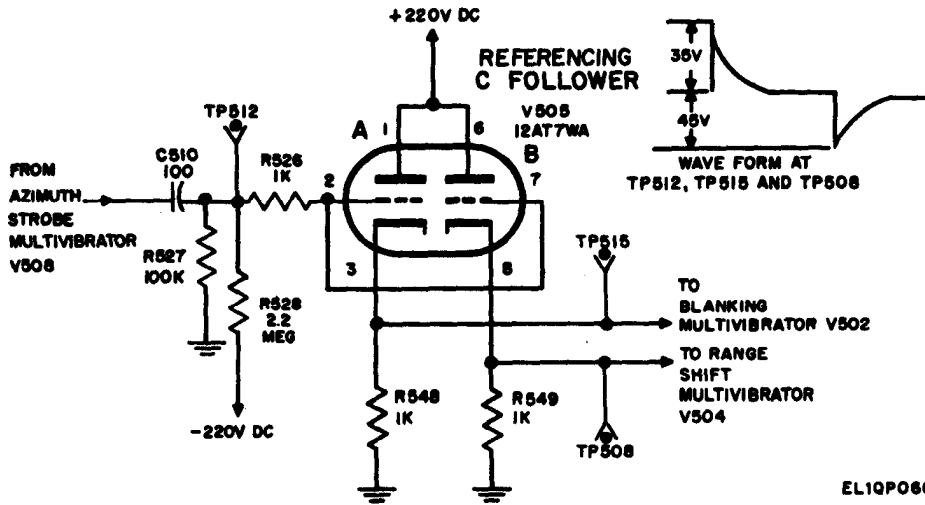 +220V DC
REFERENCING
C FOLLOWER
V505
12AT7WA
35V
45V
WAVE FORM AT
TP512, TP515 AND TP508
TP512
A
1
6
B
C510
100
R526
1K
2
7
FROM
AZIMUTH
STROBE
MULTIVIBRATOR
V508
R527
100K
R528
2.2
MEG
3
8
TP515
TO
BLANKING
MULTIVIBRATOR V502
TO RANGE
SHIFT
MULTIVIBRATOR
V504
R548
1K
R549
1K
-220V DC
TP508
EL1QP06